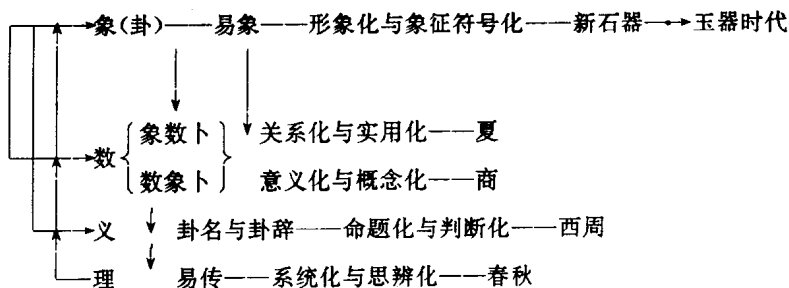 象(卦)——易象——形象化与象征符号化——新石器——→玉器时代
数 象数卜 关系化与实用化——夏
数象卜 意义化与概念化——商
义 卦名与卦辞——命题化与判断化——西周
理 易传——系统化与思辨化——春秋